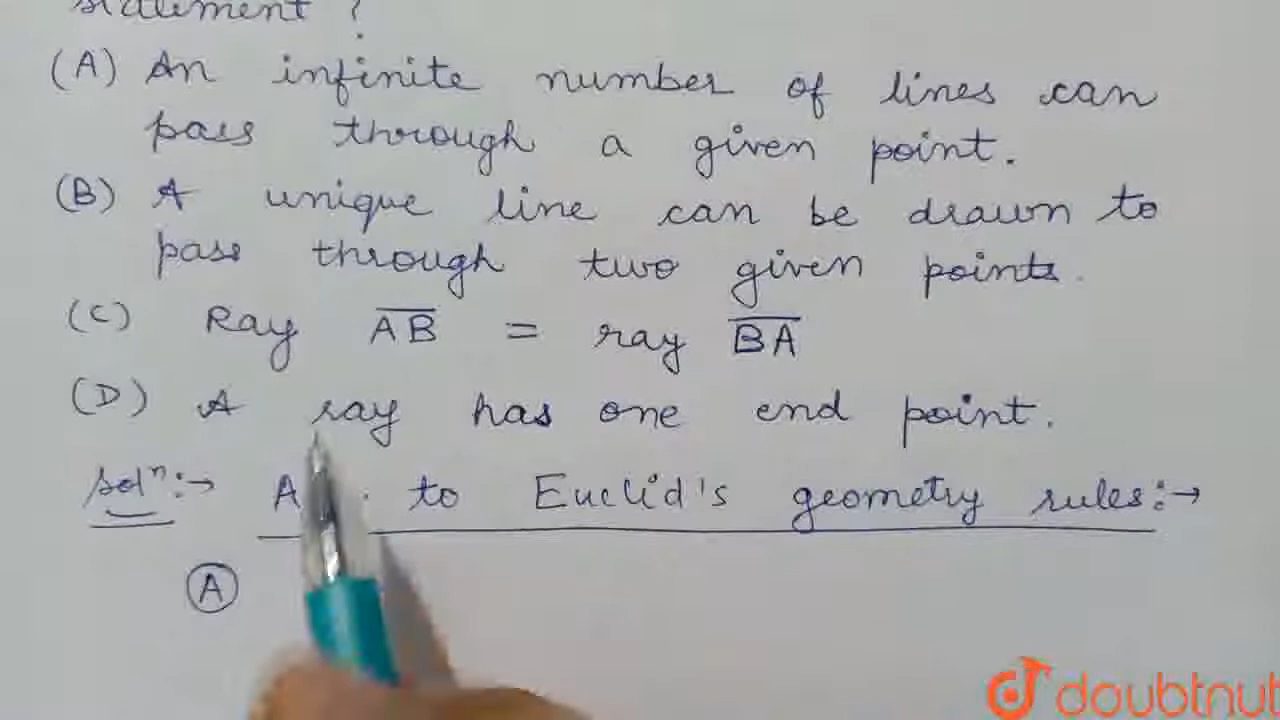 statement ?
(A) An infinite number of lines can
pass through a given point.
(B) A unique line can be drawn to
pass through two given points.
(C) Ray AB = ray BA
(D) A ray has one end point.
Solⁿ:→ A . to Euclid's geometry rules:→
A
doubtnut